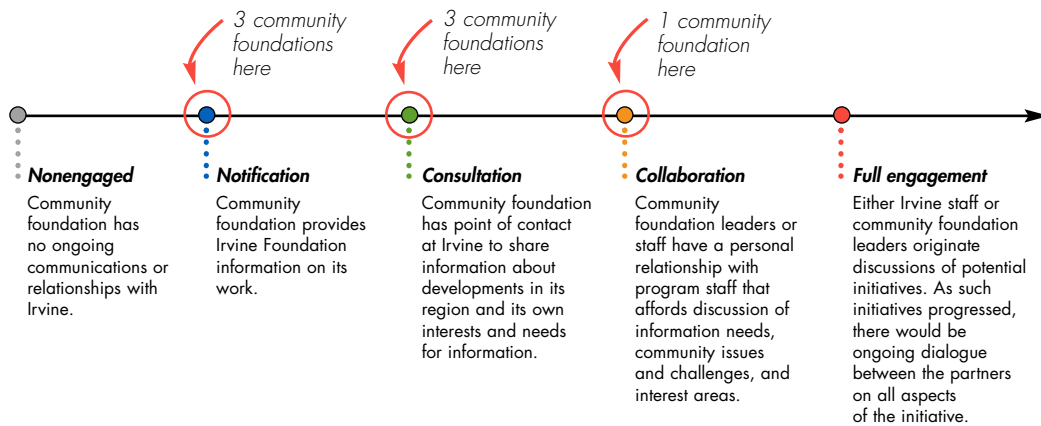 3 community
foundations
here
3 community
foundations
here
1 community
foundation
here
Nonengaged
Community
foundation has
no ongoing
communications or
relationships with
Irvine.
Notification
Community
foundation provides
Irvine Foundation
information on its
work.
Consultation
Community foundation
has point of contact
at Irvine to share
information about
developments in its
region and its own
interests and needs
for information.
Collaboration
Community
foundation leaders or
staff have a personal
relationship with
program staff that
affords discussion of
information needs,
community issues
and challenges, and
interest areas.
Full engagement
Either Irvine staff or
community foundation
leaders originate
discussions of potential
initiatives. As such
initiatives progressed,
there would be
ongoing dialogue
between the partners
on all aspects
of the initiative.